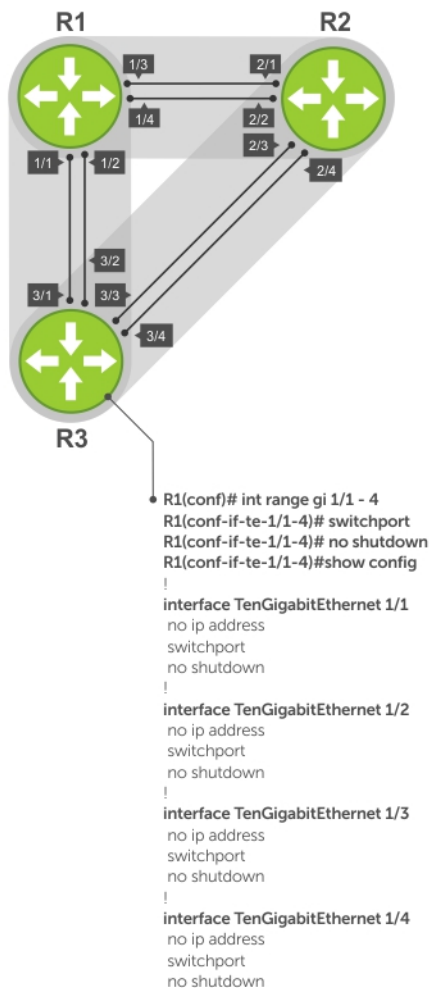 R1
R2
1/3
2/1
1/4
2/2
2/3
1/1
1/2
2/4
3/2
3/1
3/3
3/4
R3
R1(conf)# int range gi 1/1 - 4
R1(conf-if-te-1/1-4)# switchport
R1(conf-if-te-1/1-4)# no shutdown
R1(conf-if-te-1/1-4)#show config
!
interface TenGigabitEthernet 1/1
no ip address
switchport
no shutdown
!
interface TenGigabitEthernet 1/2
no ip address
switchport
no shutdown
!
interface TenGigabitEthernet 1/3
no ip address
switchport
no shutdown
!
interface TenGigabitEthernet 1/4
no ip address
switchport
no shutdown